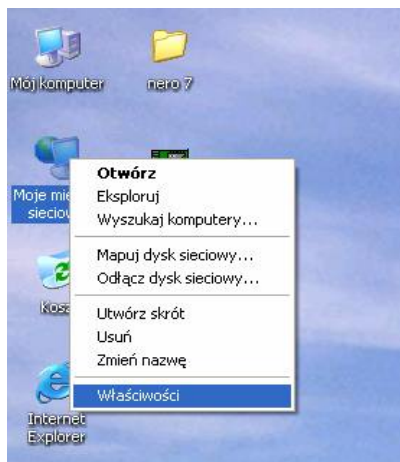 Mój komputer
nero 7
Moje
Otwórz
Eksploruj
Wyszukaj komputery...
Mapuj dysk sieciowy...
Odłącz dysk sieciowy...
Utwórz skrót
Usuń
Zmień nazwę
Właściwości
Internet
Explorer